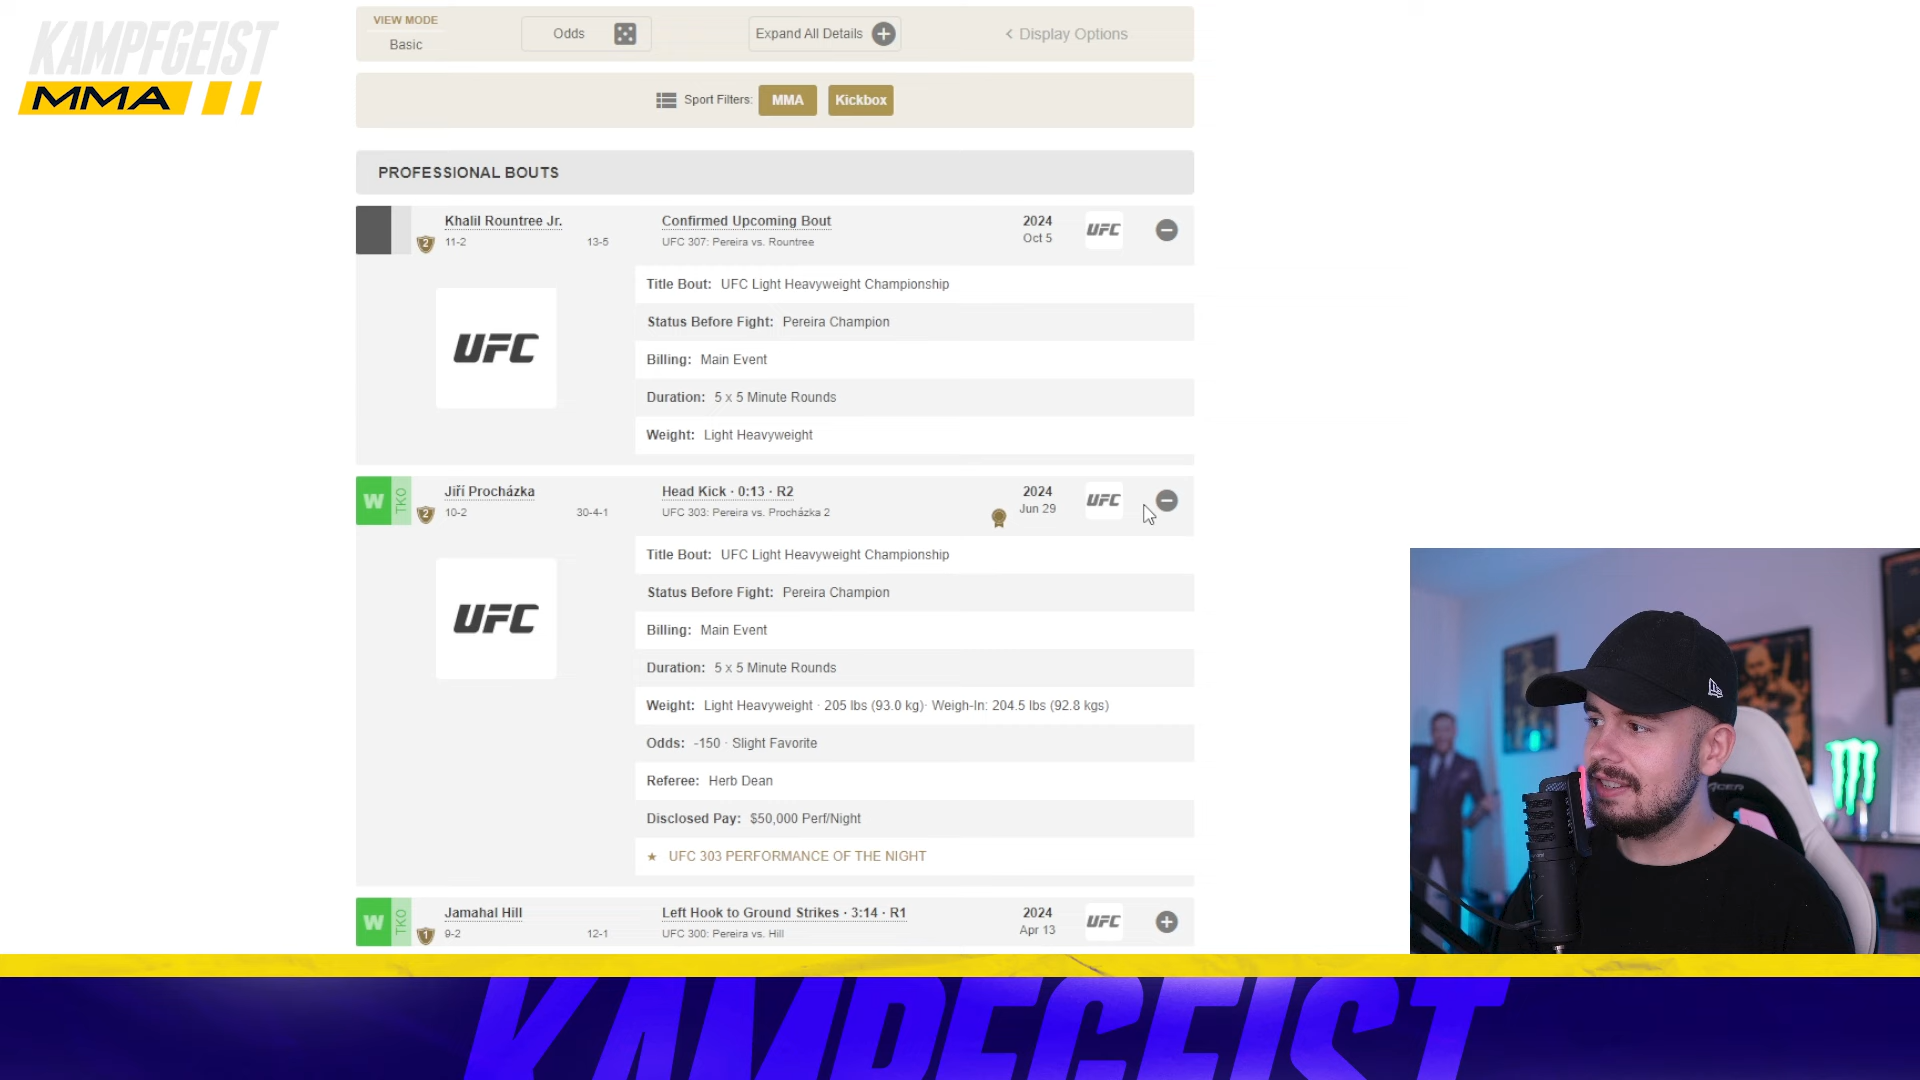 KAMPFGEIST
MMA
VIEW MODE
Basic
Odds
Expand All Details
Display Options
Sport Filters:
MMA
Kickbox
PROFESSIONAL BOUTS
Khalil Rountree Jr.
Confirmed Upcoming Bout
2024
UFC
2
11-2
13-5
UFC 307: Pereira vs. Rountree
Oct 5
Title Bout: UFC Light Heavyweight Championship
Status Before Fight: Pereira Champion
UFC
Billing: Main Event
Duration: 5 x 5 Minute Rounds
Weight: Light Heavyweight
W
TKO
Jiří Procházka
Head Kick · 0:13 · R2
2024
UFC
2
10-2
30-4-1
UFC 303: Pereira vs. Procházka 2
Jun 29
Title Bout: UFC Light Heavyweight Championship
Status Before Fight: Pereira Champion
UFC
Billing: Main Event
Duration: 5 x 5 Minute Rounds
Weight: Light Heavyweight · 205 lbs (93.0 kg)· Weigh-In: 204.5 lbs (92.8 kgs)
Odds: -150 · Slight Favorite
Referee: Herb Dean
Disclosed Pay: $50,000 Perf/Night
★ UFC 303 PERFORMANCE OF THE NIGHT
W
TKO
Jamahal Hill
Left Hook to Ground Strikes · 3:14 · R1
2024
UFC
1
9-2
12-1
UFC 300: Pereira vs. Hill
Apr 13
KAMPFGEIST